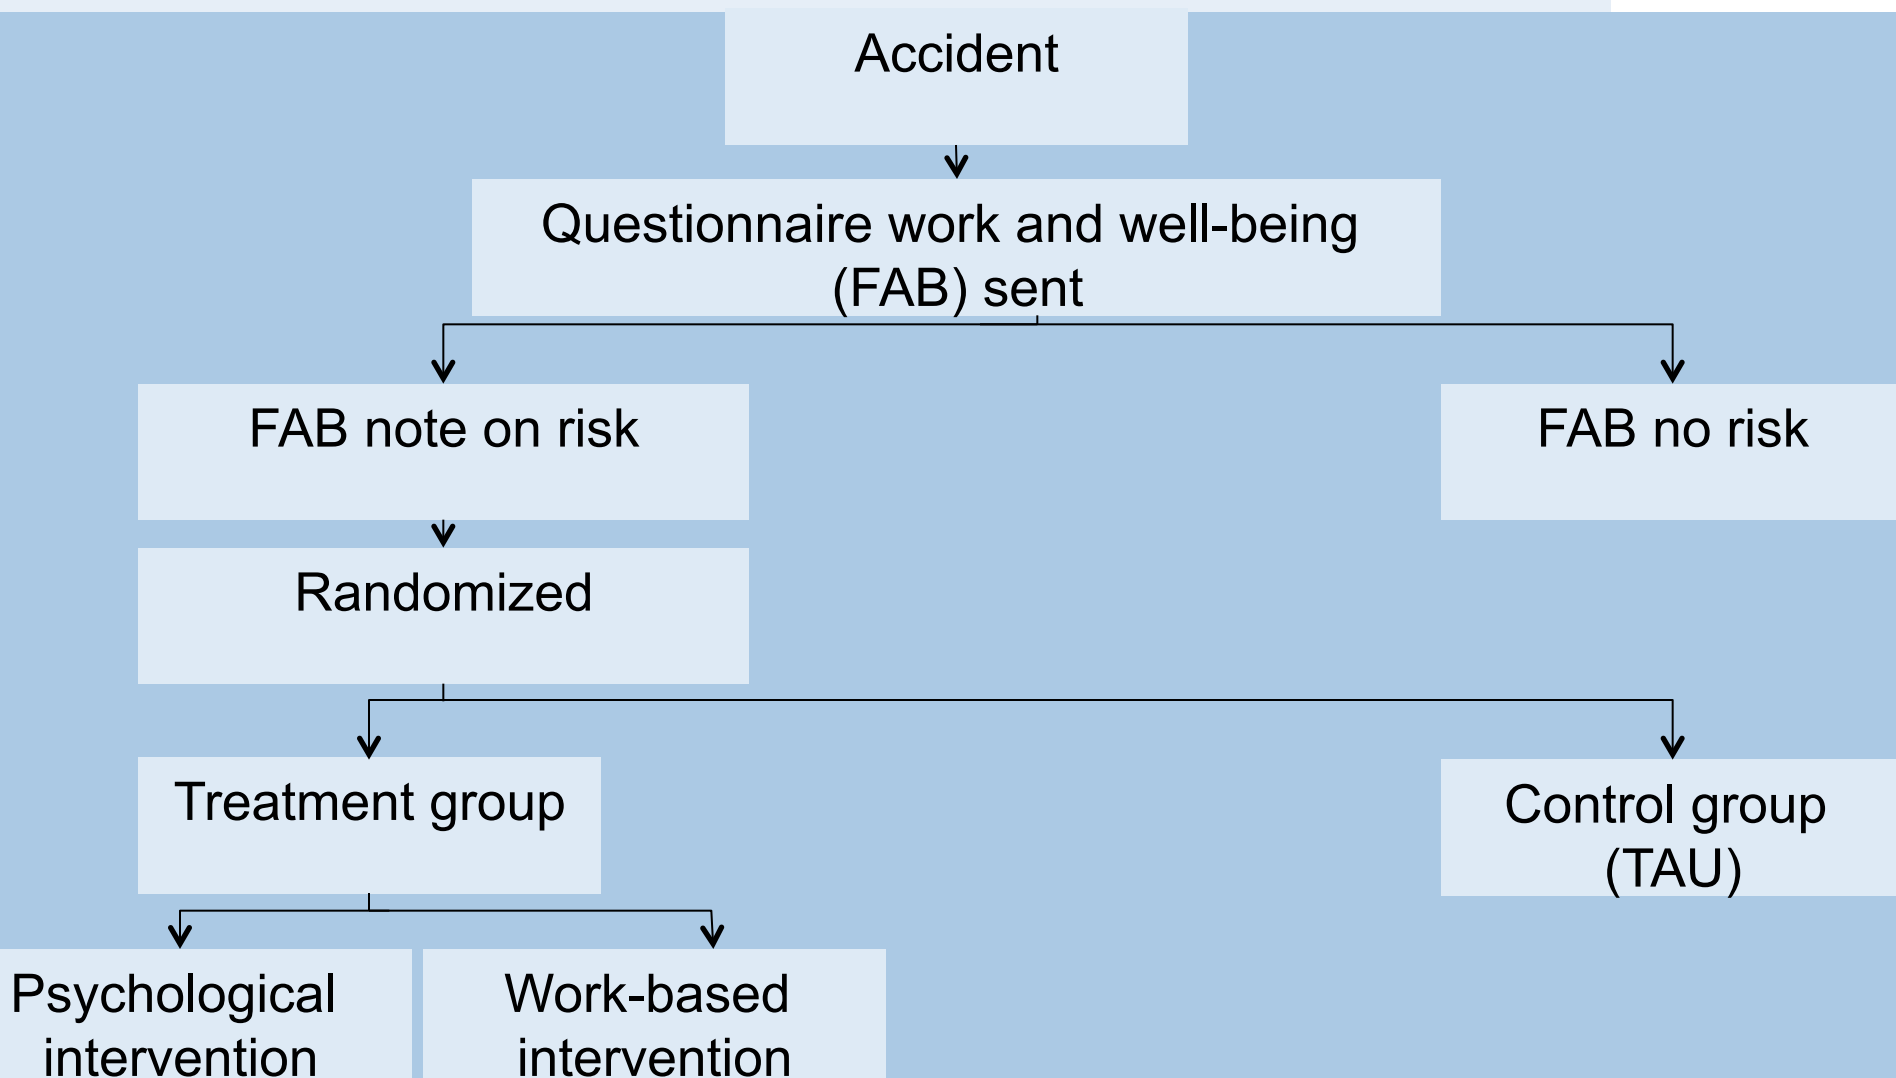 Accident
Questionnaire work and well-being
(FAB) sent
FAB note on risk
FAB no risk
Randomized
Treatment group
Control group
(TAU)
Psychological
intervention
Work-based
intervention